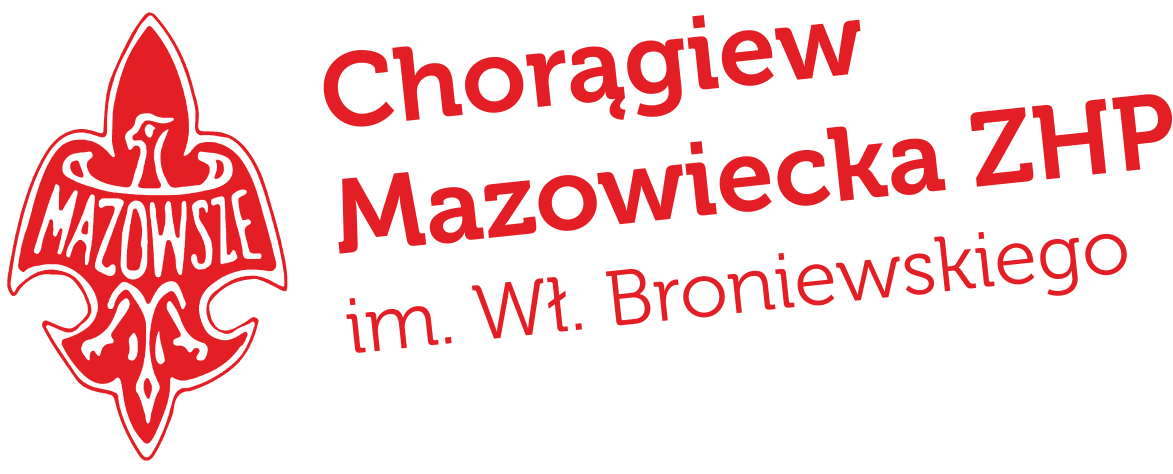 MAZOWSZE
Chorągiew
Mazowiecka ZHP
im. Wł. Broniewskiego